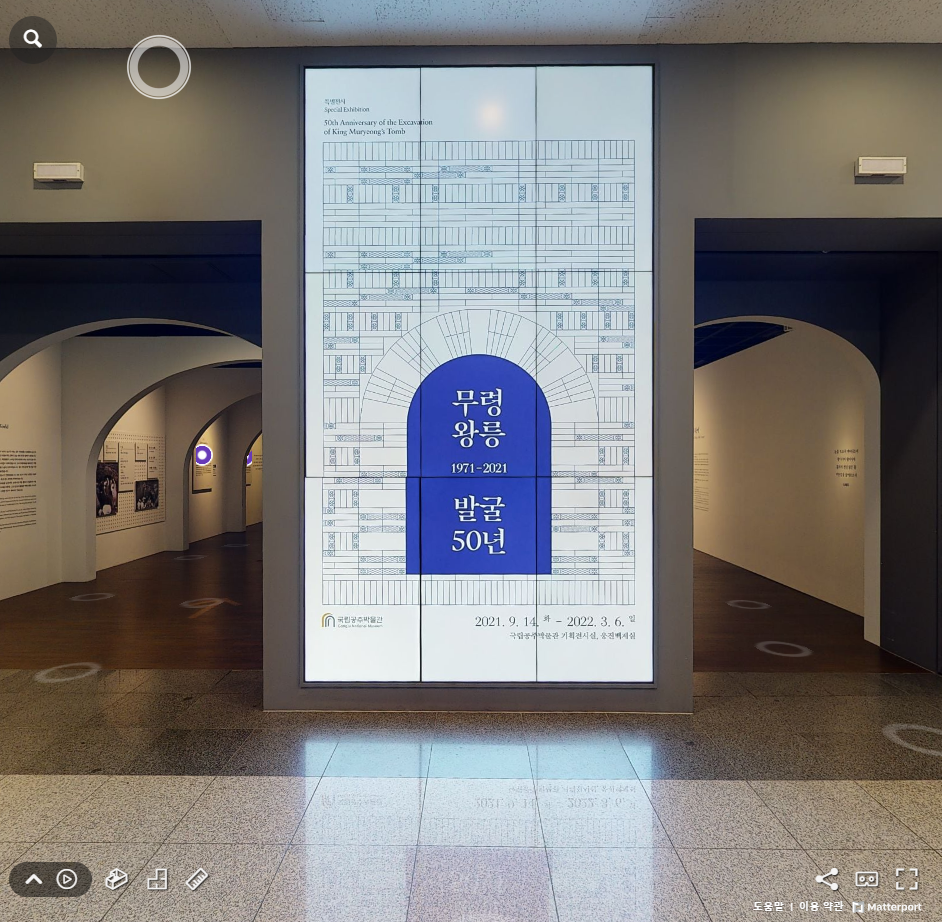 특별전시
Special Exhibition
50th Anniversary of the Excavation
of King Muryeong's Tomb
무령
왕릉
1971-2021
발굴
50년
국립공주박물관
Gongju National Museum
2021. 9. 14. 화 - 2022. 3. 6. 일
국립공주박물관 기획전시실, 웅진백제실
도움말 | 이용 약관 Matterport